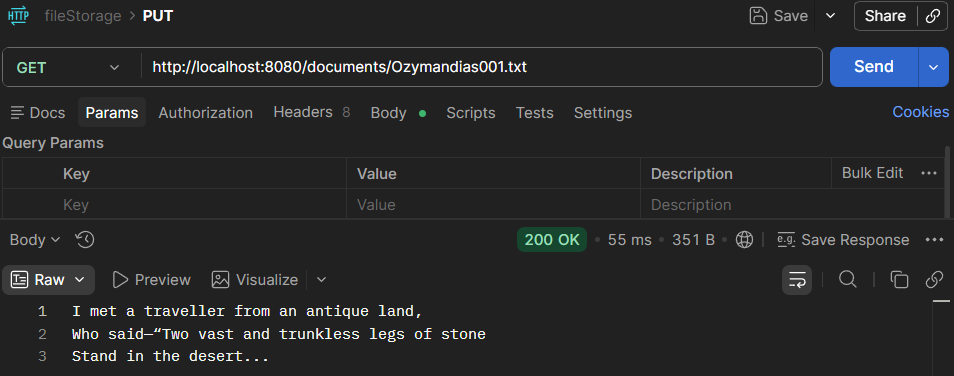 HTTP fileStorage > PUT Save Share
GET http://localhost:8080/documents/Ozymandias001.txt Send
Docs Params Authorization Headers 8 Body Scripts Tests Settings Cookies
Query Params
Key Value Description Bulk Edit
Key Value Description
Body 200 OK • 55 ms • 351 B • e.g. Save Response
Raw Preview Visualize
1 I met a traveller from an antique land,
2 Who said—“Two vast and trunkless legs of stone
3 Stand in the desert...